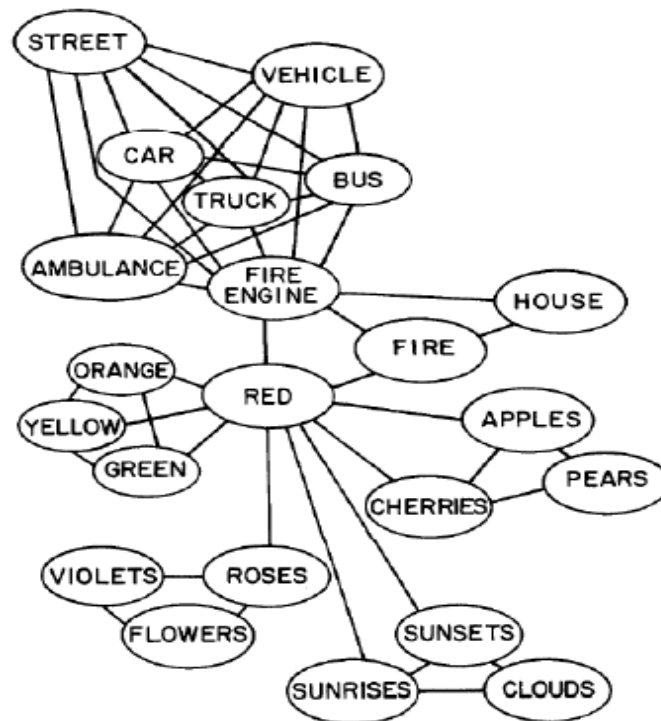 STREET
VEHICLE
CAR
BUS
TRUCK
AMBULANCE
FIRE
ENGINE
HOUSE
FIRE
ORANGE
RED
YELLOW
APPLES
GREEN
PEARS
CHERRIES
VIOLETS
ROSES
FLOWERS
SUNSETS
SUNRISES
CLOUDS